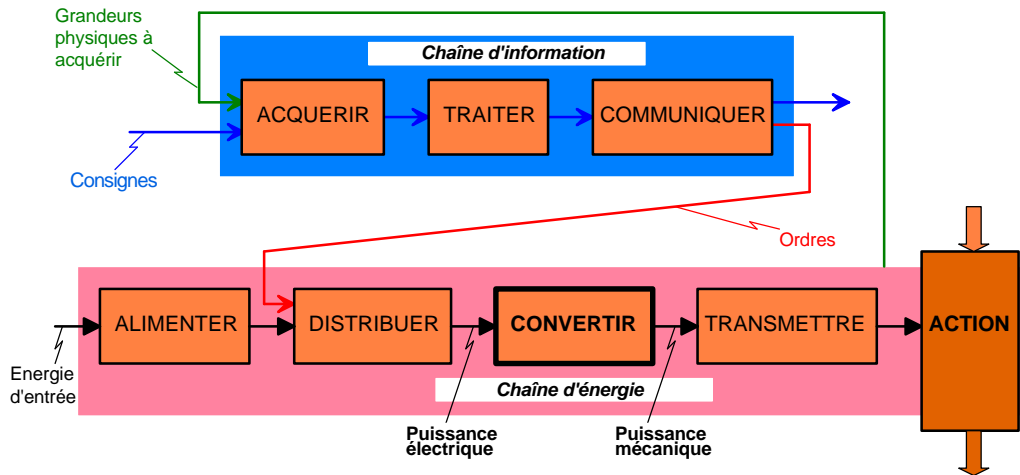 Grandeurs
physiques à
acquérir
Chaîne d'information
ACQUERIR
TRAITER
COMMUNIQUER
Consignes
Ordres
ALIMENTER
DISTRIBUER
CONVERTIR
TRANSMETTRE
ACTION
Energie
d'entrée
Chaîne d'énergie
Puissance
électrique
Puissance
mécanique